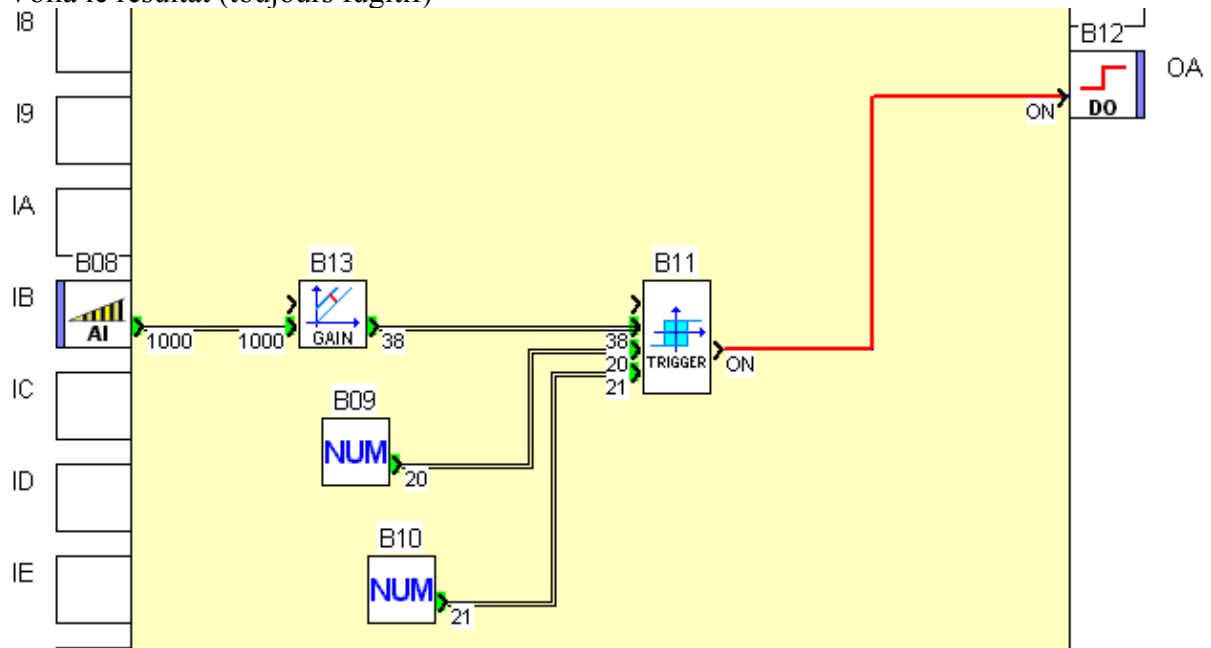 Voilà le résultat (toujours fugitif)
I8
B12
OA
I9
ON
DO
IA
B08
B13
B11
IB
AI
1000
1000
GAIN
38
38
20
21
TRIGGER
ON
IC
B09
NUM
20
ID
B10
IE
NUM
21